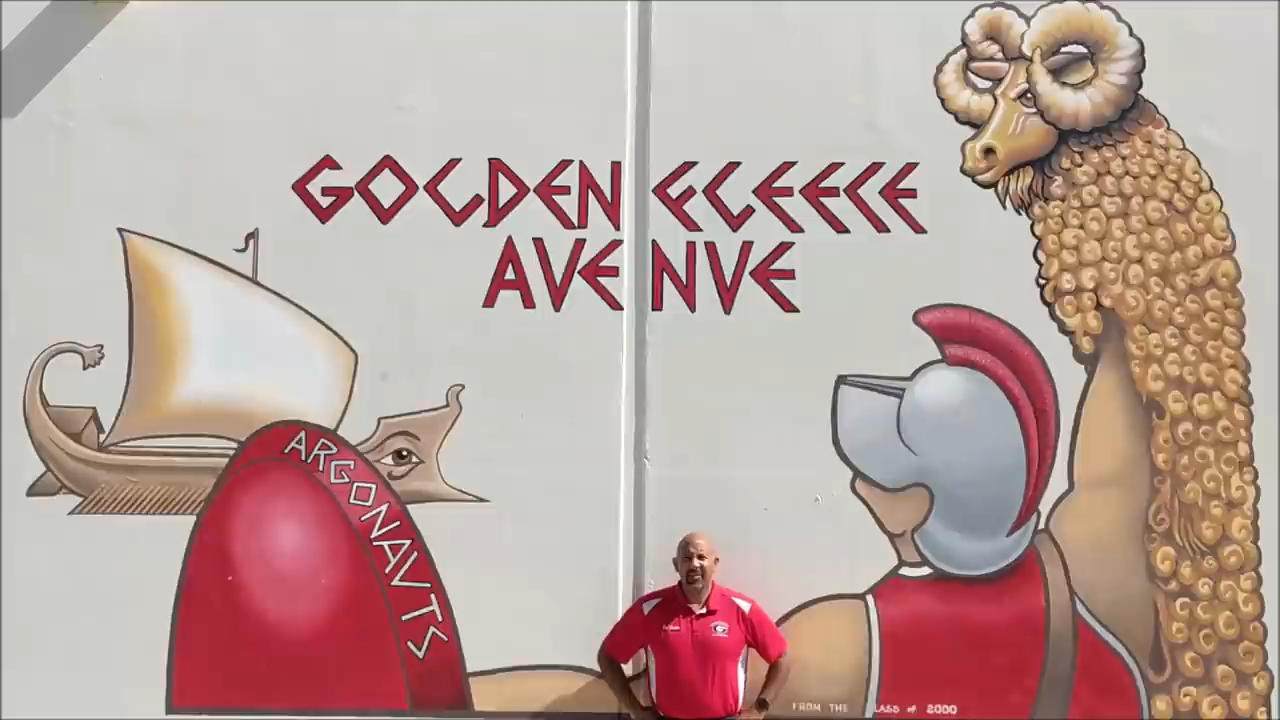 GOLDEN FLEECE
AVENVE
ARGONAVTS
FROM THE CLASS of 2000